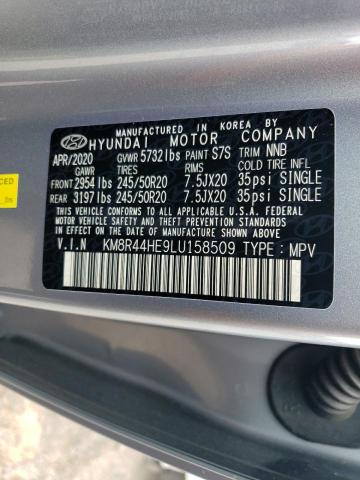 MANUFACTURED IN KOREA BY
HYUNDAI MOTOR COMPANY
APR/2020 GVWR 5732 lbs PAINT S7S TRIM NNB
GAWR TIRES RIMS COLD TIRE INFL
FRONT 2954 lbs 245/50R20 7.5JX20 35psi SINGLE
REAR 3197 lbs 245/50R20 7.5JX20 35psi SINGLE
V.I.N KM8R44HE9LU158509 TYPE: MPV
THIS VEHICLE CONFORMS TO ALL APPLICABLE
U.S. FEDERAL MOTOR VEHICLE SAFETY BUMPER, AND
THEFT PREVENTION STANDARDS IN EFFECT ON THE
DATE OF MANUFACTURE SHOWN ABOVE.